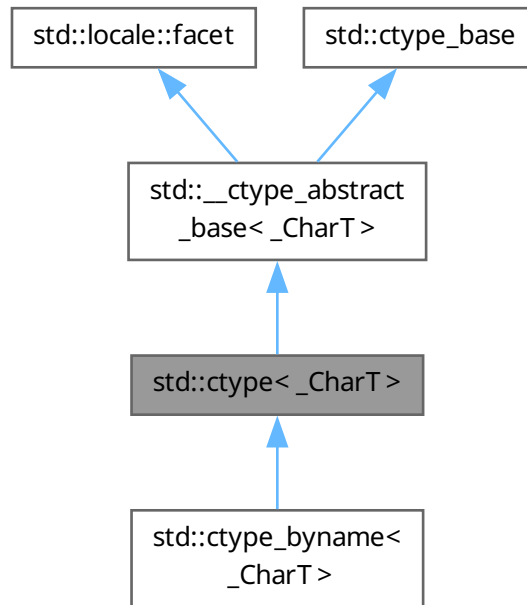 std::locale::facet
std::ctype_base
std::__ctype_abstract
_base< _CharT >
std::ctype< _CharT >
std::ctype_byname<
_CharT >